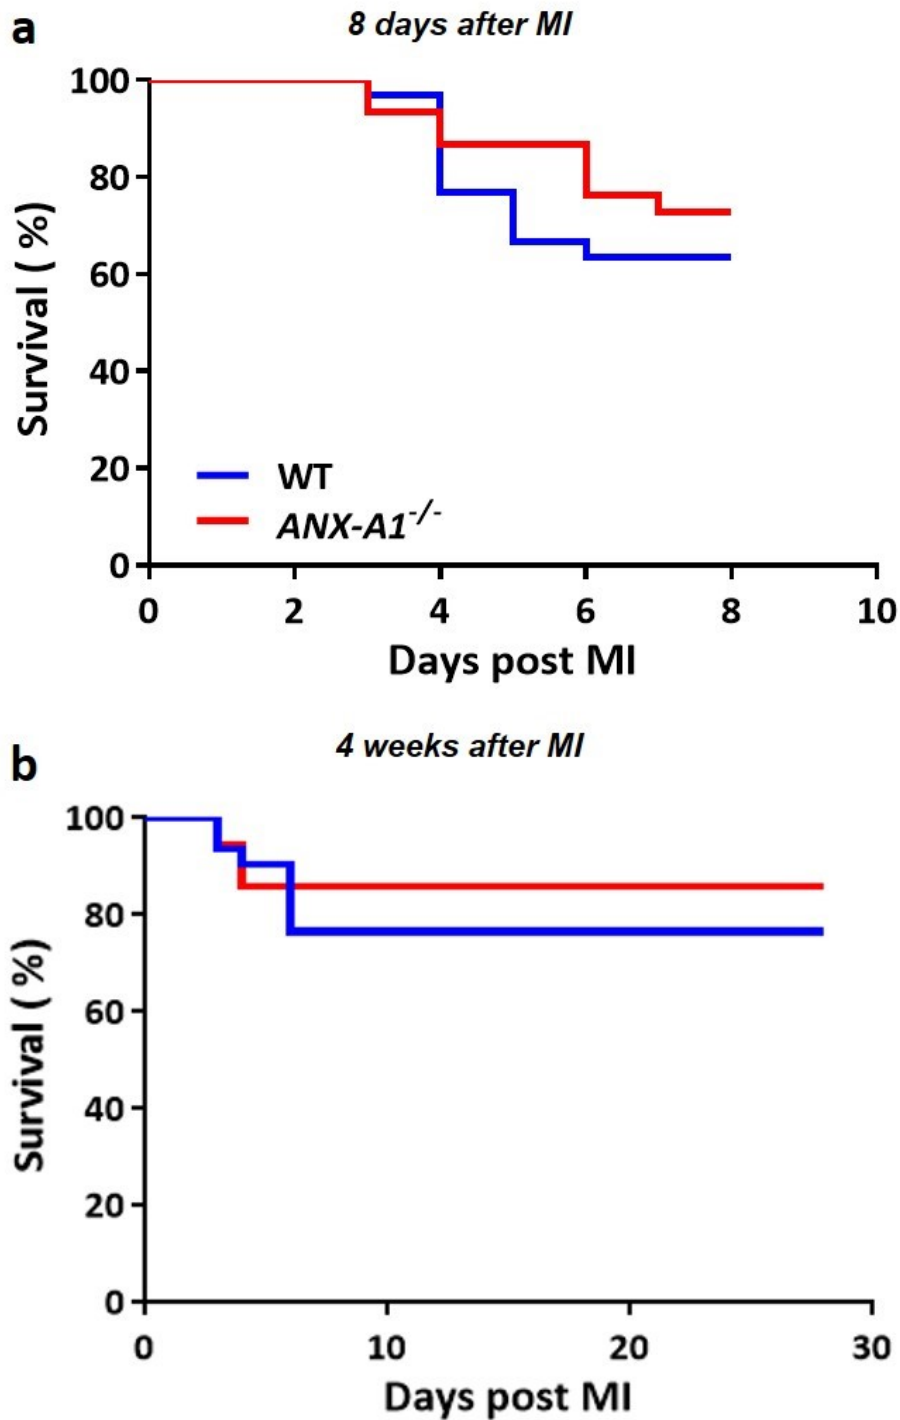 a
8 days after MI
100
80
60
40
20
0
Survival ( %)
WT
ANX-A1-/-
0 2 4 6 8 10
Days post MI
b
4 weeks after MI
100
80
60
40
20
0
Survival ( %)
0 10 20 30
Days post MI